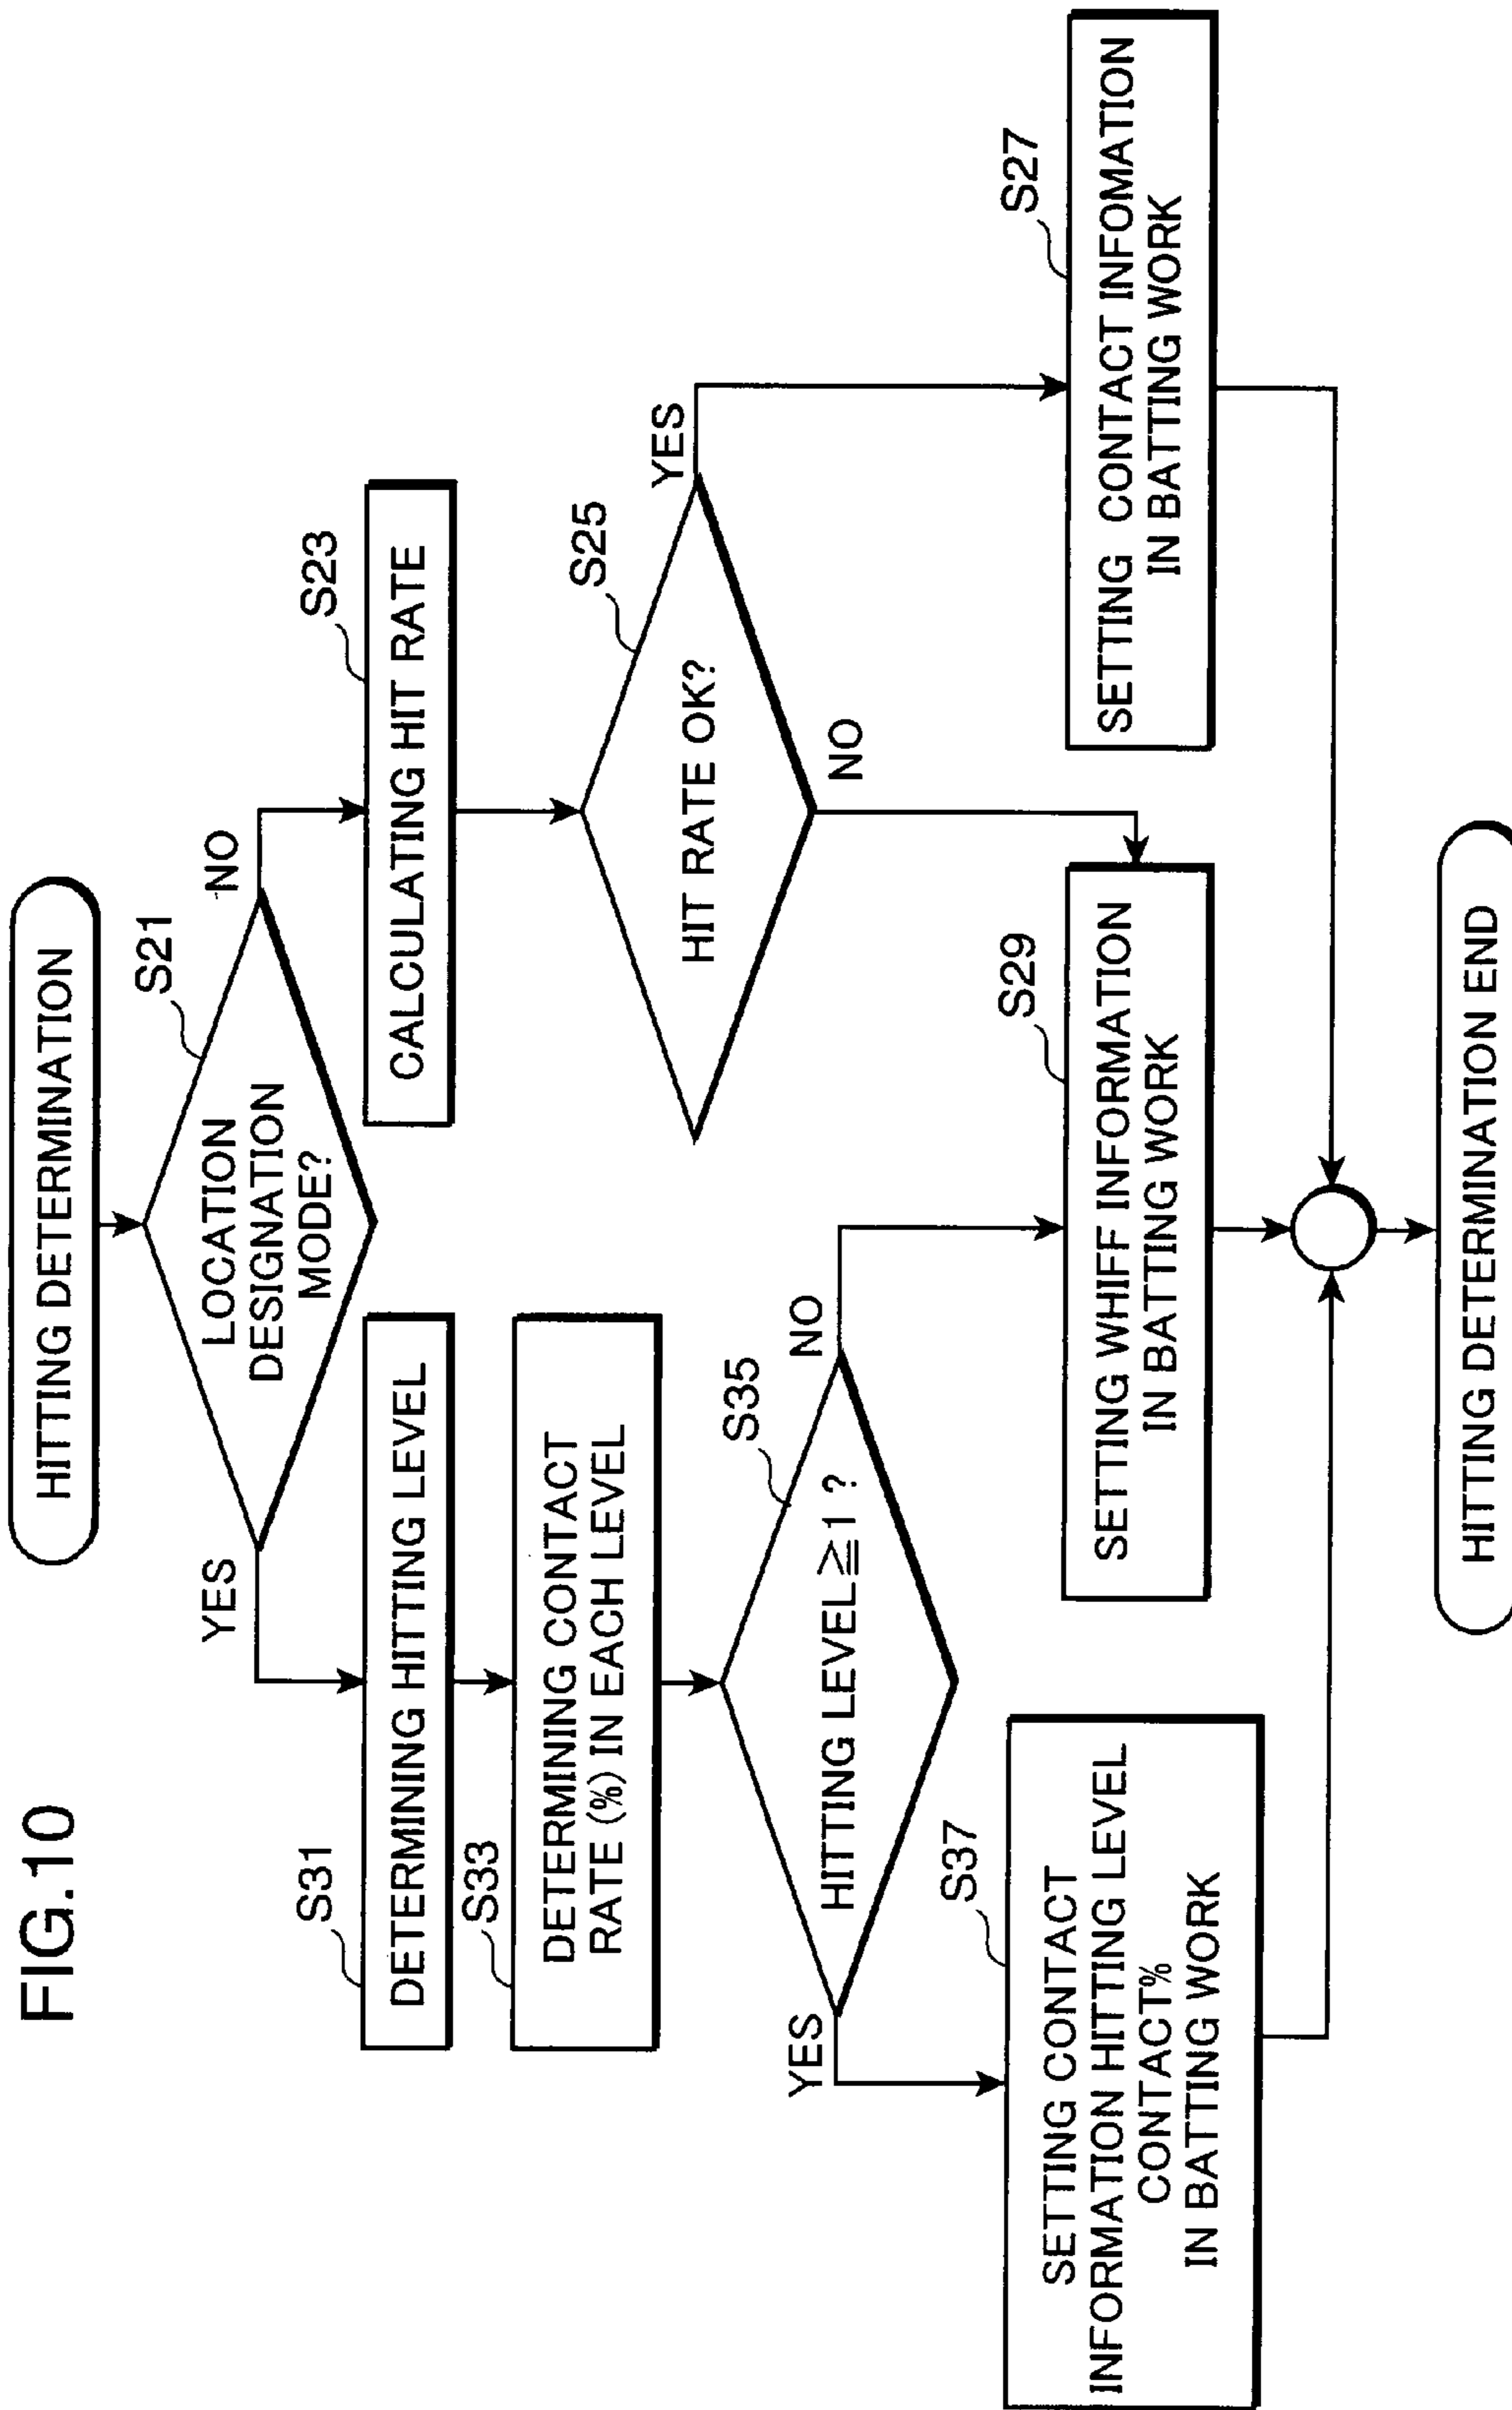 FIG.10
HITTING DETERMINATION
S21
LOCATION
DESIGNATION
MODE?
YES
NO
S31
DETERMINING HITTING LEVEL
S23
CALCULATING HIT RATE
S33
DETERMINING CONTACT
RATE (%) IN EACH LEVEL
S25
HIT RATE OK?
YES
NO
S35
HITTING LEVEL≧1 ?
YES
NO
S37
SETTING CONTACT
INFORMATION HITTING LEVEL
CONTACT%
IN BATTING WORK
S29
SETTING WHIFF INFORMATION
IN BATTING WORK
S27
SETTING CONTACT INFOMATION
IN BATTING WORK
HITTING DETERMINATION END